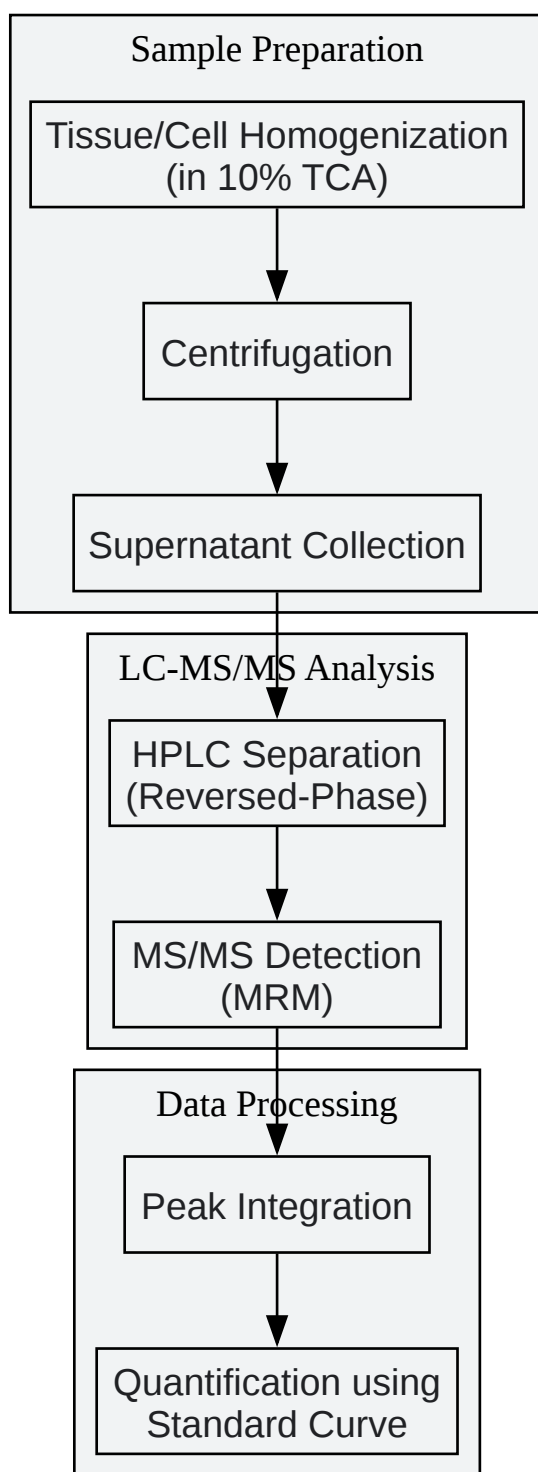 Sample Preparation
Tissue/Cell Homogenization
(in 10% TCA)
Centrifugation
Supernatant Collection
LC-MS/MS Analysis
HPLC Separation
(Reversed-Phase)
MS/MS Detection
(MRM)
Data Processing
Peak Integration
Quantification using
Standard Curve